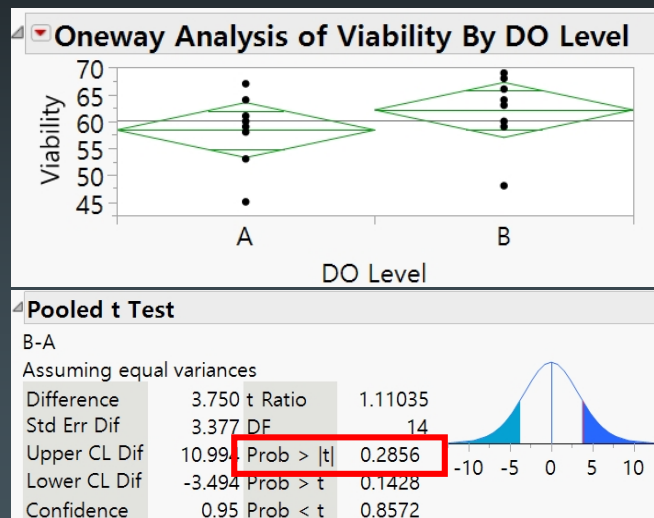 Oneway Analysis of Viability By DO Level
70
65
60
55
50
45
Viability
A B
DO Level
Pooled t Test
B-A
Assuming equal variances
Difference 3.750 t Ratio 1.11035
Std Err Dif 3.377 DF 14
Upper CL Dif 10.994 Prob > |t| 0.2856
Lower CL Dif -3.494 Prob > t 0.1428
Confidence 0.95 Prob < t 0.8572
-10 -5 0 5 10